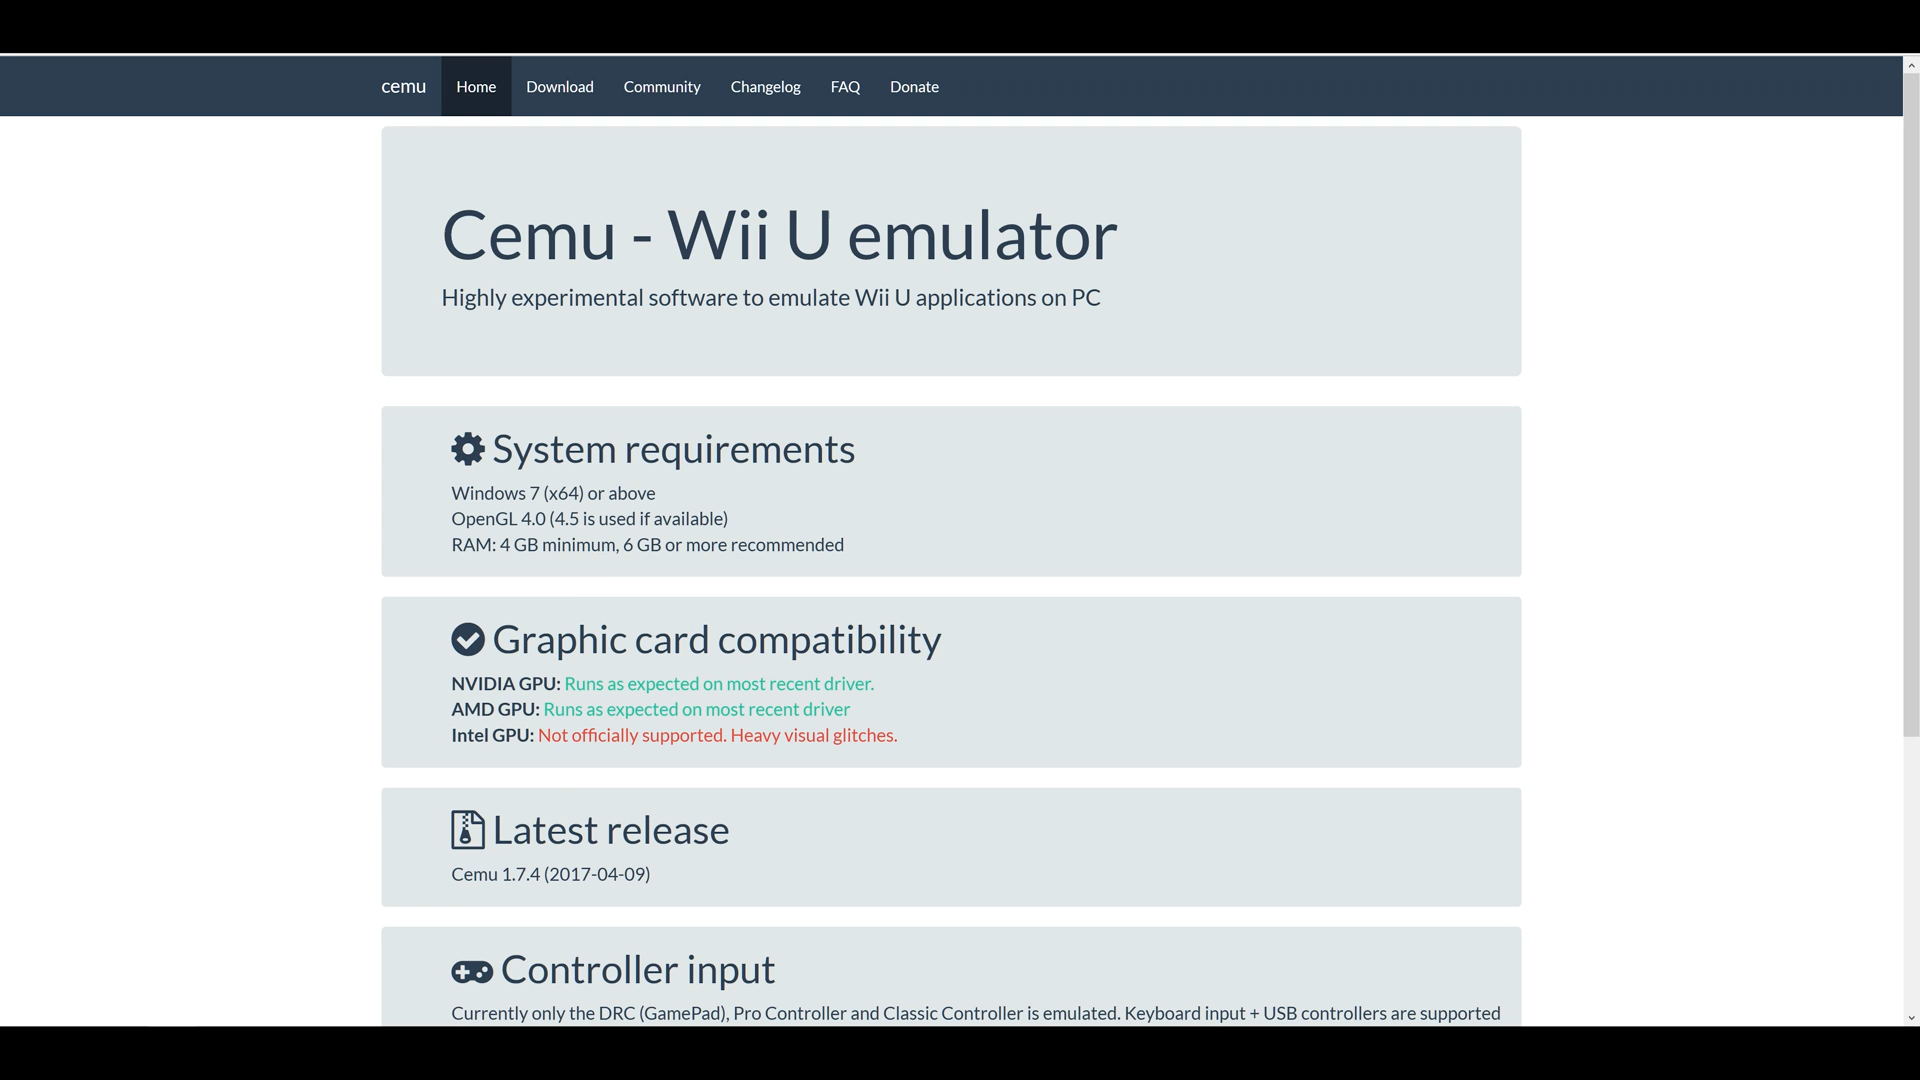 cemu Home Download Community Changelog FAQ Donate
Cemu - Wii U emulator
Highly experimental software to emulate Wii U applications on PC
System requirements
Windows 7 (x64) or above
OpenGL 4.0 (4.5 is used if available)
RAM: 4 GB minimum, 6 GB or more recommended
Graphic card compatibility
NVIDIA GPU: Runs as expected on most recent driver.
AMD GPU: Runs as expected on most recent driver
Intel GPU: Not officially supported. Heavy visual glitches.
Latest release
Cemu 1.7.4 (2017-04-09)
Controller input
Currently only the DRC (GamePad), Pro Controller and Classic Controller is emulated. Keyboard input + USB controllers are supported